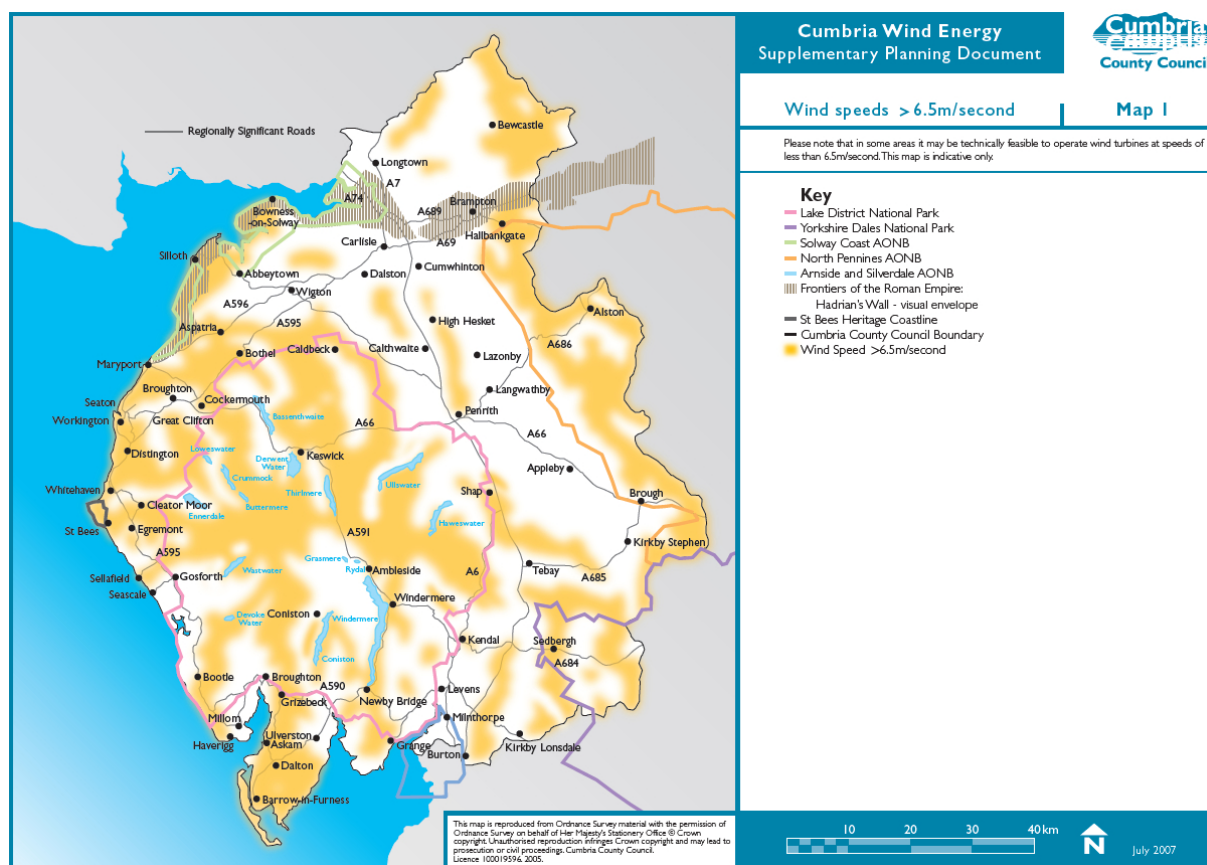 Cumbria Wind Energy
Supplementary Planning Document
Cumbria
County Council
Wind speeds > 6.5m/second
Map 1
Please note that in some areas it may be technically feasible to operate wind turbines at speeds of
less than 6.5m/second. This map is indicative only.
Key
Lake District National Park
Yorkshire Dales National Park
Solway Coast AONB
North Pennines AONB
Arnside and Silverdale AONB
Frontiers of the Roman Empire:
Hadrian's Wall - visual envelope
St Bees Heritage Coastline
Cumbria County Council Boundary
Wind Speed >6.5m/second
Regionally Significant Roads
Bewcastle
Longtown
A7
A74
Bowness
-on-Solway
A689
Brampton
Hallbankgate
Carlisle
A69
Silloth
Abbeytown
Dalston
Cumwhinton
Wigton
A596
Alston
Aspatria
A595
High Hesket
A686
Bothel
Caldbeck
Calthwaite
Lazonby
Maryport
Broughton
Langwathby
Seaton
Cockermouth
Penrith
Workington
Great Clifton
Bassenthwaite
A66
A66
Distington
Loweswater
Derwent
Water
Keswick
Appleby
Crummock
Ullswater
Whitehaven
Thirlmere
Shap
Brough
Cleator Moor
Buttermere
Ennerdale
Haweswater
St Bees
Egremont
A591
Kirkby Stephen
A595
Grasmere
Rydal
Ambleside
A6
Tebay
A685
Sellafield
Gosforth
Wastwater
Seascale
Windermere
Devoke
Water
Coniston
Windermere
Kendal
Sedbergh
A684
Coniston
Bootle
Broughton
A590
Grizebeck
Newby Bridge
Levens
Millom
Milnthorpe
Haverigg
Ulverston
Askam
Grange
Kirkby Lonsdale
Burton
Dalton
Barrow-in-Furness
This map is reproduced from Ordnance Survey material with the permission of
Ordnance Survey on behalf of Her Majesty's Stationery Office © Crown
copyright. Unauthorised reproduction infringes Crown copyright and may lead to
prosecution or civil proceedings. Cumbria County Council.
Licence 100019596, 2005.
10
20
30
40 km
N
July 2007